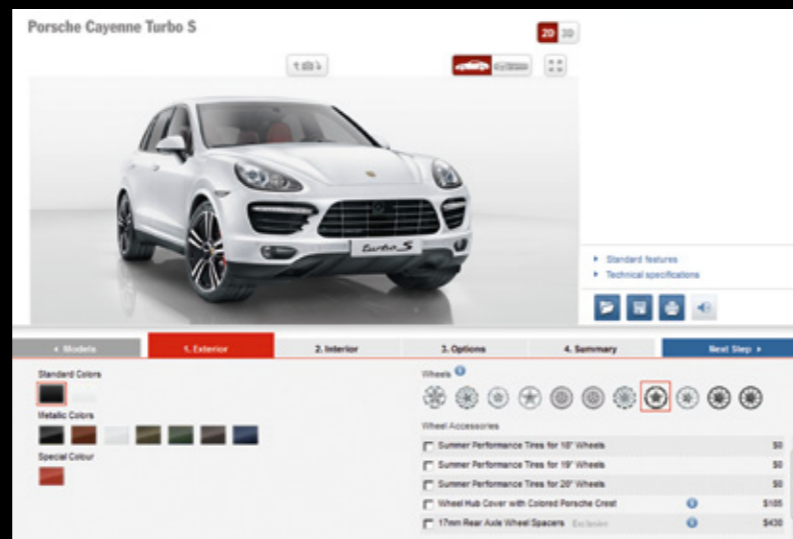 Porsche Cayenne Turbo S
2D 3D
turbo S
Standard features
Technical specifications
Models
1. Exterior
2. Interior
3. Options
4. Summary
Next Step
Standard Colors
Metallic Colors
Special Colour
Wheels
Wheel Accessories
Summer Performance Tires for 18" Wheels $0
Summer Performance Tires for 19" Wheels $0
Summer Performance Tires for 20" Wheels $0
Wheel Hub Cover with Colored Porsche Crest $185
17mm Rear Axle Wheel Spacers Exclusive $430